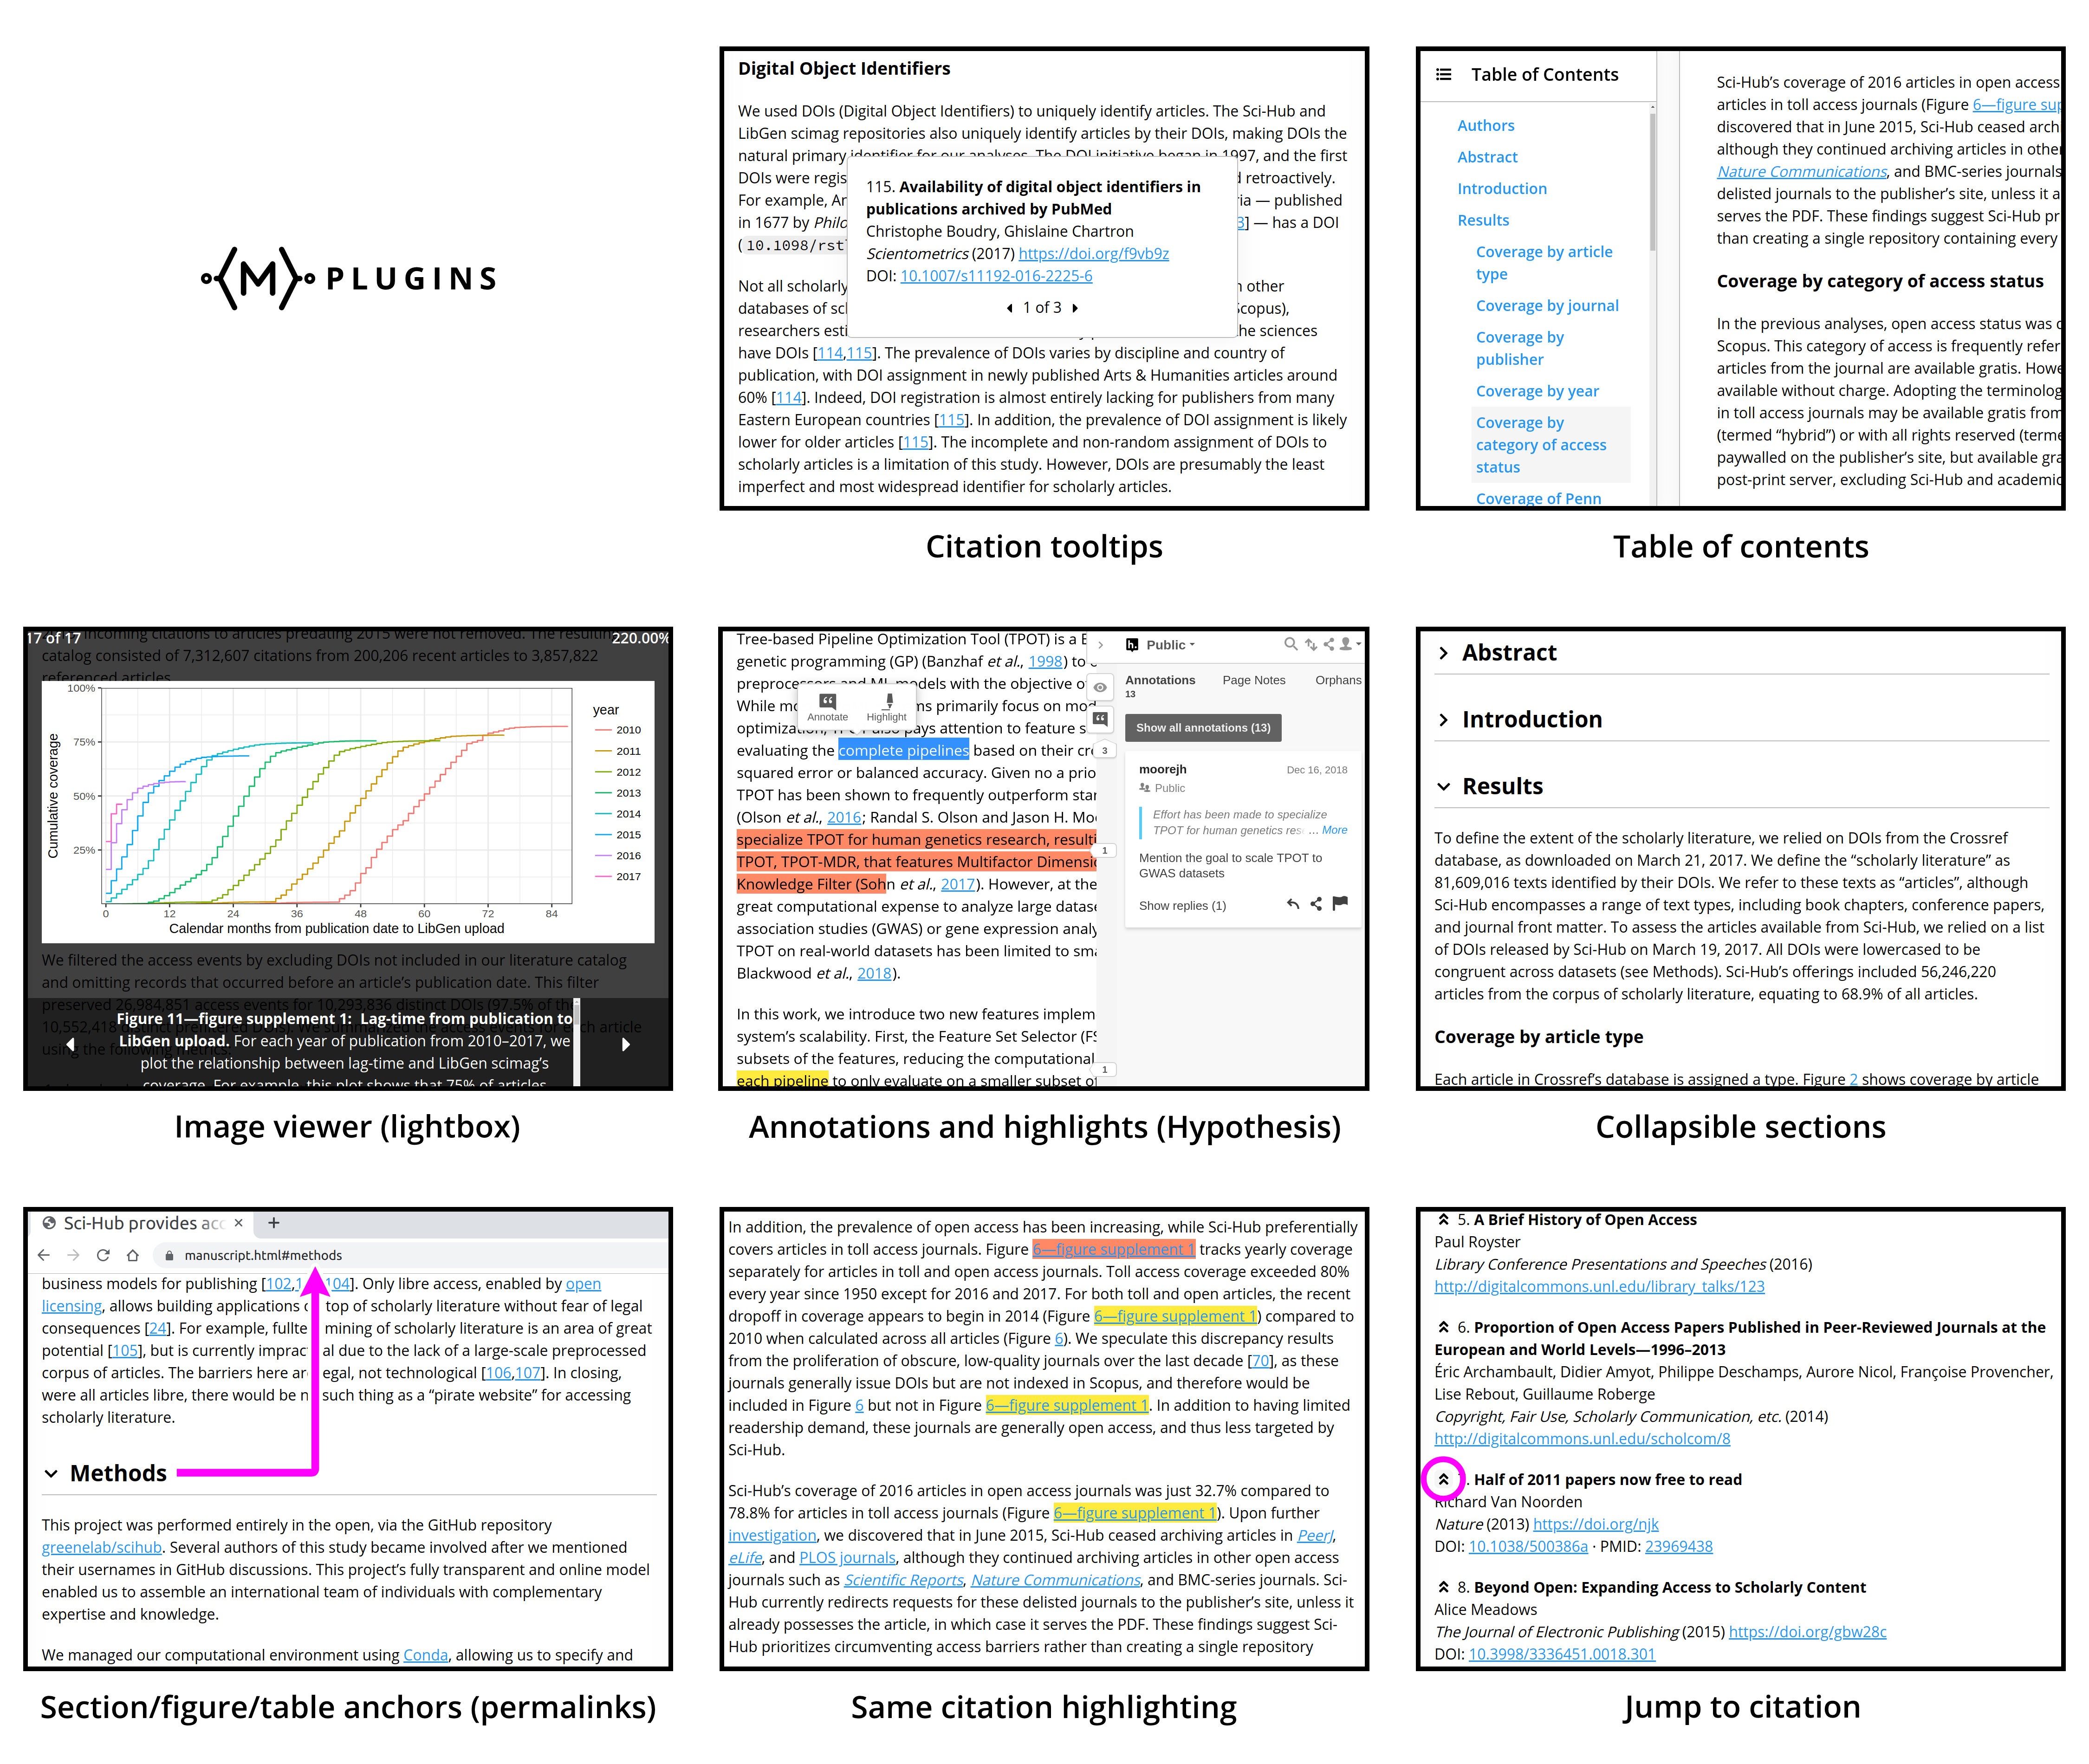 M PLUGINS
Digital Object Identifiers
We used DOIs (Digital Object Identifiers) to uniquely identify articles. The Sci-Hub and
LibGen scimag repositories also uniquely identify articles by their DOIs, making DOIs the
natural primary identifier for our analyses. The DOI initiative began in 1997, and the first
DOIs were regis
d retroactively.
For example, Ar
ria — published
in 1677 by Philo
3] — has a DOI
(10.1098/rstl
Not all scholarly
n other
databases of sch
Scopus),
researchers esti
he sciences
have DOIs [114,115]. The prevalence of DOIs varies by discipline and country of
publication, with DOI assignment in newly published Arts & Humanities articles around
60% [114]. Indeed, DOI registration is almost entirely lacking for publishers from many
Eastern European countries [115]. In addition, the prevalence of DOI assignment is likely
lower for older articles [115]. The incomplete and non-random assignment of DOIs to
scholarly articles is a limitation of this study. However, DOIs are presumably the least
imperfect and most widespread identifier for scholarly articles.
115. Availability of digital object identifiers in
publications archived by PubMed
Christophe Boudry, Ghislaine Chartron
Scientometrics (2017) https://doi.org/f9vb9z
DOI: 10.1007/s11192-016-2225-6
1 of 3
Citation tooltips
Table of Contents
Authors
Abstract
Introduction
Results
Coverage by article
type
Coverage by journal
Coverage by
publisher
Coverage by year
Coverage by
category of access
status
Coverage of Penn
Sci-Hub's coverage of 2016 articles in open access
articles in toll access journals (Figure 6—figure sup
discovered that in June 2015, Sci-Hub ceased arch
although they continued archiving articles in other
Nature Communications, and BMC-series journals
delisted journals to the publisher's site, unless it a
serves the PDF. These findings suggest Sci-Hub pr
than creating a single repository containing every
Coverage by category of access status
In the previous analyses, open access status was d
Scopus. This category of access is frequently refer
articles from the journal are available gratis. Howe
available without charge. Adopting the terminolog
in toll access journals may be available gratis from
(termed “hybrid”) or with all rights reserved (terme
paywalled on the publisher's site, but available gra
post-print server, excluding Sci-Hub and academic
Table of contents
17 of 17
220.00%
incoming citations to articles predating 2015 were not removed. The resulting
catalog consisted of 7,312,607 citations from 200,206 recent articles to 3,857,822
referenced articles.
Cumulative coverage
100%
75%
50%
25%
0 12 24 36 48 60 72 84
Calendar months from publication date to LibGen upload
year
2010
2011
2012
2013
2014
2015
2016
2017
We filtered the access events by excluding DOIs not included in our literature catalog
and omitting records that occurred before an article's publication date. This filter
preserved 26,984,851 access events for 10,293,836 distinct DOIs (97.5% of the
10,552,418 distinct prefiltered DOIs). We summarized the access events for each article
using the following metrics.
Figure 11—figure supplement 1: Lag-time from publication to
LibGen upload. For each year of publication from 2010–2017, we
plot the relationship between lag-time and LibGen scimag's
coverage. For example, this plot shows that 75% of articles
Image viewer (lightbox)
Tree-based Pipeline Optimization Tool (TPOT) is a E
genetic programming (GP) (Banzhaf et al., 1998) to
preprocessors and ML models with the objective o
While mo
ms primarily focus on mod
optimization, TPOT also pays attention to feature s
evaluating the complete pipelines based on their cro
squared error or balanced accuracy. Given no a prio
TPOT has been shown to frequently outperform sta
(Olson et al., 2016; Randal S. Olson and Jason H. Mo
specialize TPOT for human genetics research, resulti
TPOT, TPOT-MDR, that features Multifactor Dimensio
Knowledge Filter (Sohn et al., 2017). However, at the
great computational expense to analyze large datase
association studies (GWAS) or gene expression analy
TPOT on real-world datasets has been limited to sma
Blackwood et al., 2018).
In this work, we introduce two new features implem
system's scalability. First, the Feature Set Selector (FS
subsets of the features, reducing the computational
each pipeline to only evaluate on a smaller subset of
Annotate
Highlight
3
1
1
h. Public
Annotations
13
Page Notes
Orphans
Show all annotations (13)
moorejh
Dec 16, 2018
Public
Effort has been made to specialize
TPOT for human genetics res ... More
Mention the goal to scale TPOT to
GWAS datasets
Show replies (1)
Annotations and highlights (Hypothesis)
Abstract
Introduction
Results
To define the extent of the scholarly literature, we relied on DOIs from the Crossref
database, as downloaded on March 21, 2017. We define the “scholarly literature” as
81,609,016 texts identified by their DOIs. We refer to these texts as “articles”, although
Sci-Hub encompasses a range of text types, including book chapters, conference papers,
and journal front matter. To assess the articles available from Sci-Hub, we relied on a list
of DOIs released by Sci-Hub on March 19, 2017. All DOIs were lowercased to be
congruent across datasets (see Methods). Sci-Hub's offerings included 56,246,220
articles from the corpus of scholarly literature, equating to 68.9% of all articles.
Coverage by article type
Each article in Crossref's database is assigned a type. Figure 2 shows coverage by article
Collapsible sections
Sci-Hub provides acc
manuscript.html#methods
business models for publishing [102,1 104]. Only libre access, enabled by open
licensing, allows building applications o top of scholarly literature without fear of legal
consequences [24]. For example, fullte mining of scholarly literature is an area of great
potential [105], but is currently imprac al due to the lack of a large-scale preprocessed
corpus of articles. The barriers here ar egal, not technological [106,107]. In closing,
were all articles libre, there would be n such thing as a “pirate website” for accessing
scholarly literature.
Methods
This project was performed entirely in the open, via the GitHub repository
greenelab/scihub. Several authors of this study became involved after we mentioned
their usernames in GitHub discussions. This project's fully transparent and online model
enabled us to assemble an international team of individuals with complementary
expertise and knowledge.
We managed our computational environment using Conda, allowing us to specify and
Section/figure/table anchors (permalinks)
In addition, the prevalence of open access has been increasing, while Sci-Hub preferentially
covers articles in toll access journals. Figure 6—figure supplement 1 tracks yearly coverage
separately for articles in toll and open access journals. Toll access coverage exceeded 80%
every year since 1950 except for 2016 and 2017. For both toll and open articles, the recent
dropoff in coverage appears to begin in 2014 (Figure 6—figure supplement 1) compared to
2010 when calculated across all articles (Figure 6). We speculate this discrepancy results
from the proliferation of obscure, low-quality journals over the last decade [70], as these
journals generally issue DOIs but are not indexed in Scopus, and therefore would be
included in Figure 6 but not in Figure 6—figure supplement 1. In addition to having limited
readership demand, these journals are generally open access, and thus less targeted by
Sci-Hub.
Sci-Hub's coverage of 2016 articles in open access journals was just 32.7% compared to
78.8% for articles in toll access journals (Figure 6—figure supplement 1). Upon further
investigation, we discovered that in June 2015, Sci-Hub ceased archiving articles in PeerJ,
eLife, and PLOS journals, although they continued archiving articles in other open access
journals such as Scientific Reports, Nature Communications, and BMC-series journals. Sci-
Hub currently redirects requests for these delisted journals to the publisher's site, unless it
already possesses the article, in which case it serves the PDF. These findings suggest Sci-
Hub prioritizes circumventing access barriers rather than creating a single repository
Same citation highlighting
5. A Brief History of Open Access
Paul Royster
Library Conference Presentations and Speeches (2016)
http://digitalcommons.unl.edu/library_talks/123
6. Proportion of Open Access Papers Published in Peer-Reviewed Journals at the
European and World Levels—1996–2013
Éric Archambault, Didier Amyot, Philippe Deschamps, Aurore Nicol, Françoise Provencher,
Lise Rebout, Guillaume Roberge
Copyright, Fair Use, Scholarly Communication, etc. (2014)
http://digitalcommons.unl.edu/scholcom/8
. Half of 2011 papers now free to read
Richard Van Noorden
Nature (2013) https://doi.org/njk
DOI: 10.1038/500386a · PMID: 23969438
8. Beyond Open: Expanding Access to Scholarly Content
Alice Meadows
The Journal of Electronic Publishing (2015) https://doi.org/gbw28c
DOI: 10.3998/3336451.0018.301
Jump to citation